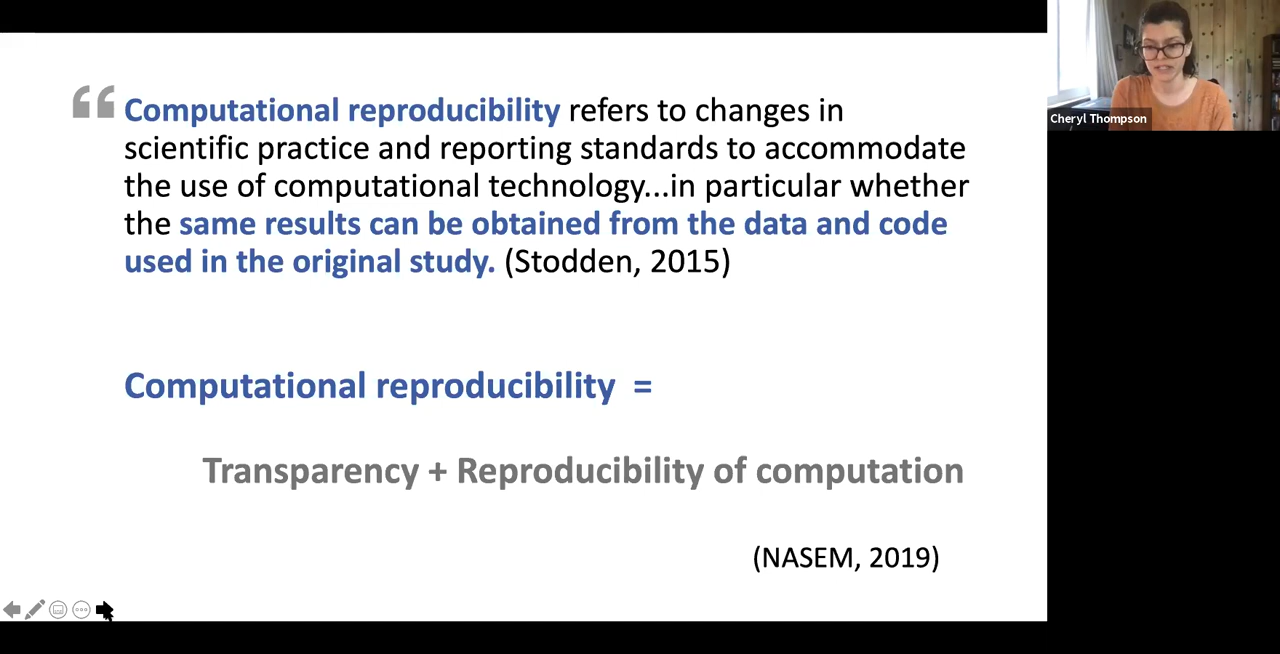 “ Computational reproducibility refers to changes in
scientific practice and reporting standards to accommodate
the use of computational technology...in particular whether
the same results can be obtained from the data and code
used in the original study. (Stodden, 2015)
Computational reproducibility =
Transparency + Reproducibility of computation
(NASEM, 2019)
Cheryl Thompson